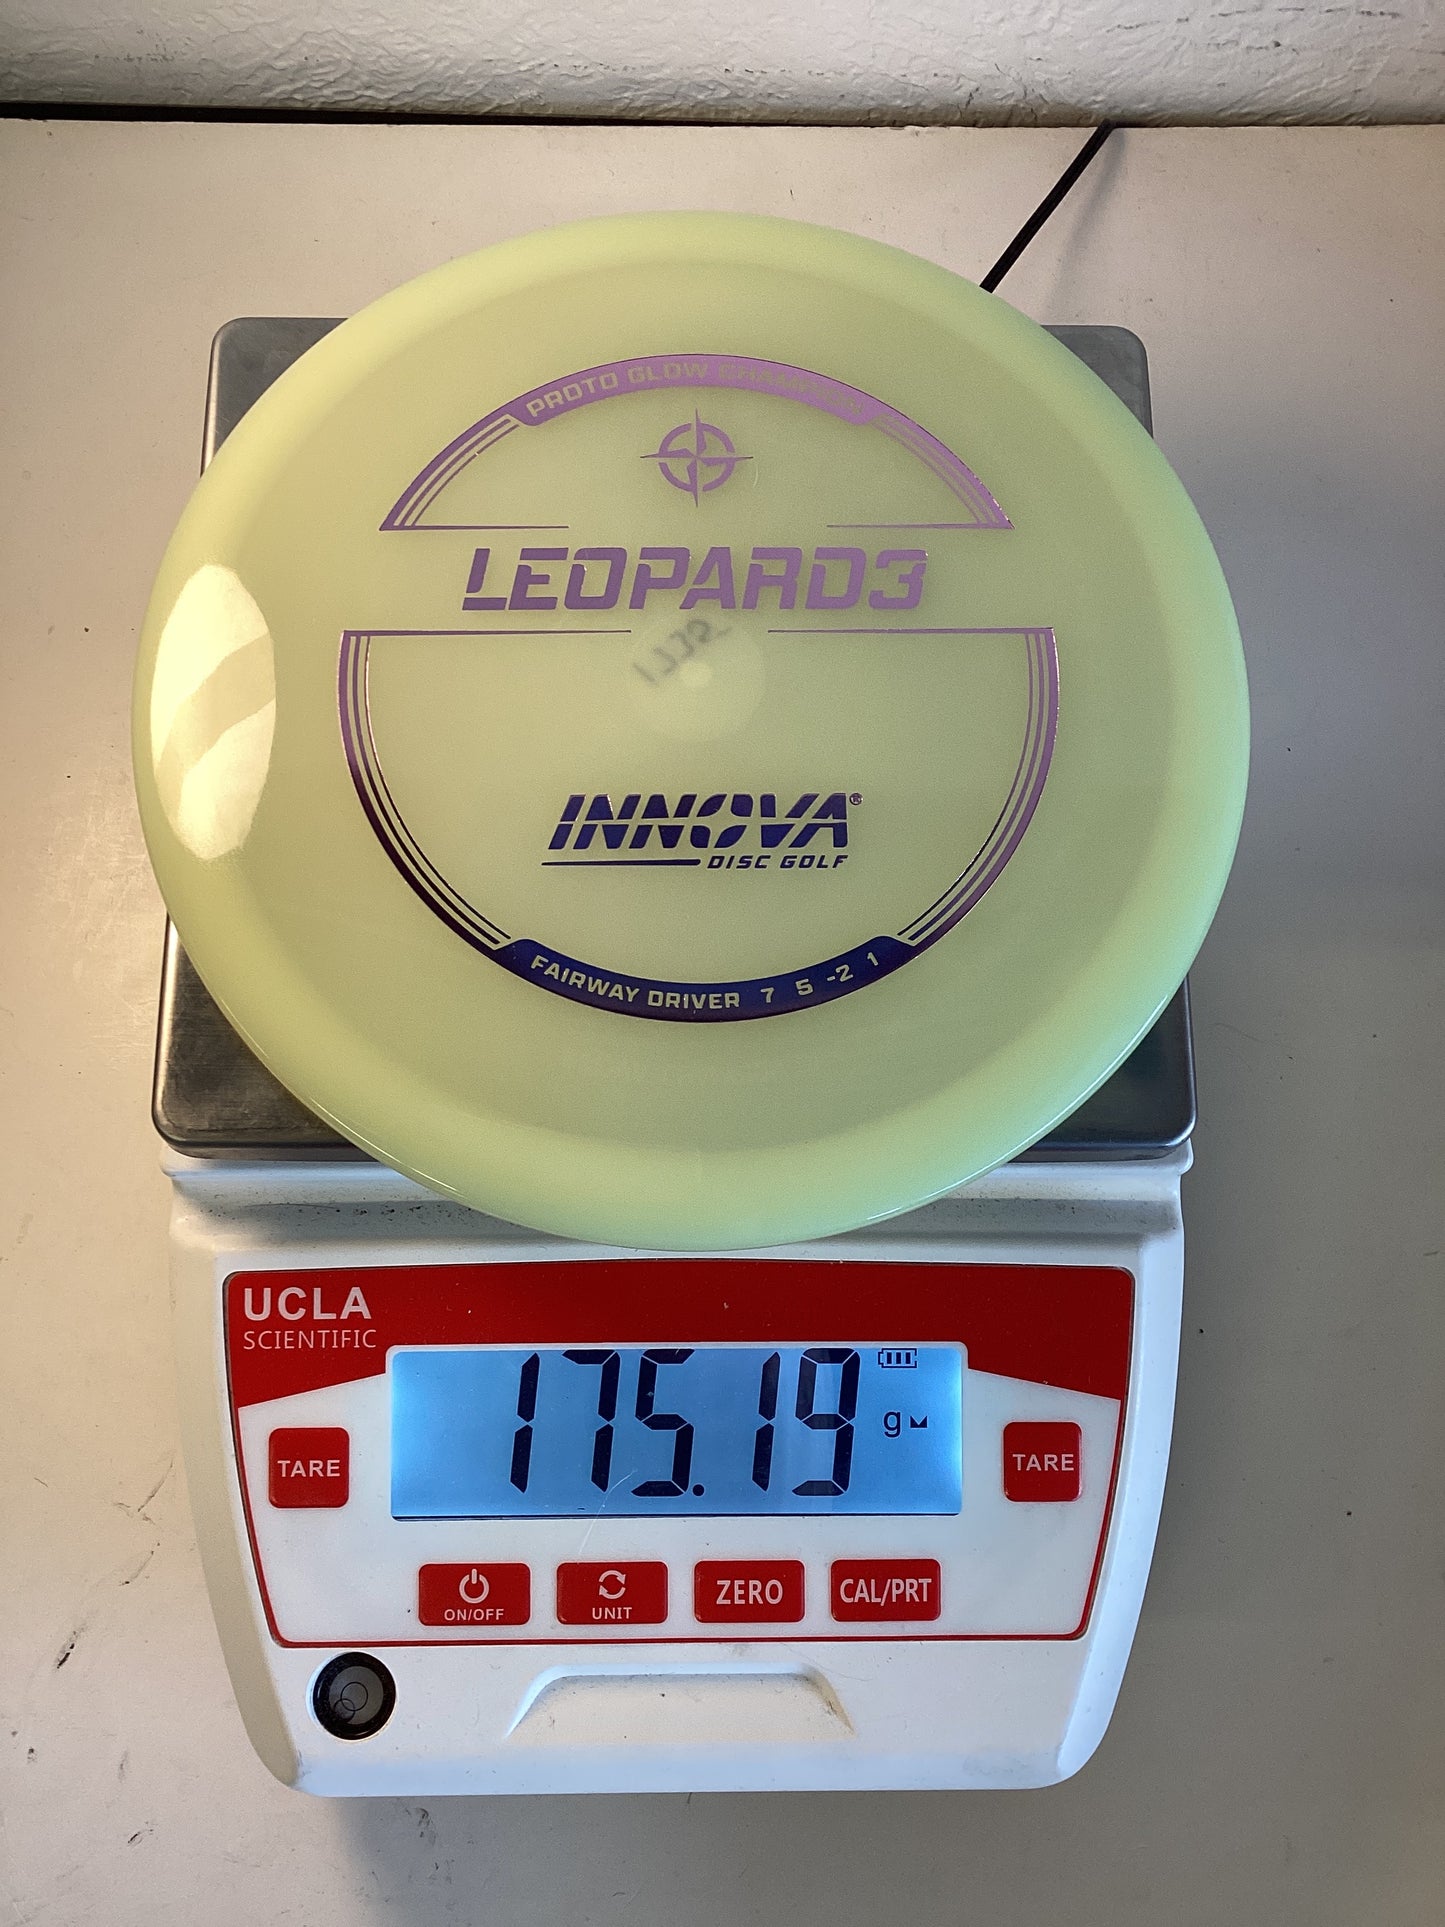 PROTO GLOW CHAMPION
LEOPARD3
INNOVA®
DISC GOLF
FAIRWAY DRIVER 7 5 -2 1
UCLA
SCIENTIFIC
175.19 g
TARE
TARE
ON/OFF
UNIT
ZERO
CAL/PRT